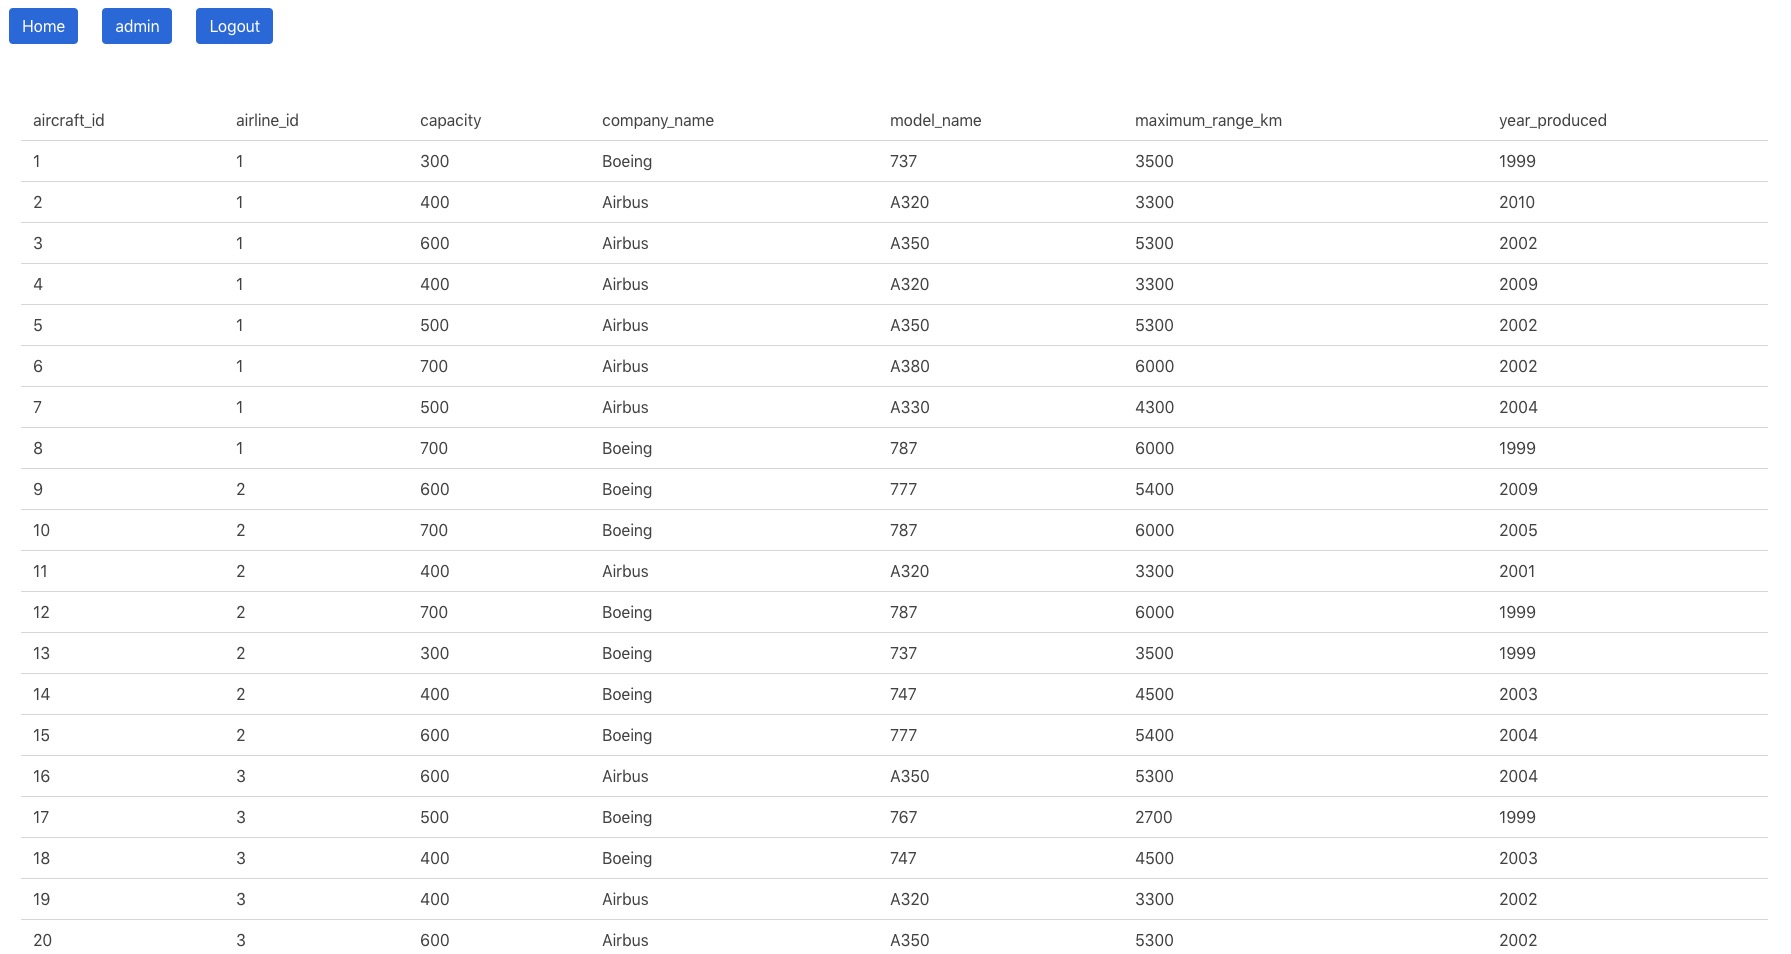 Home admin Logout
aircraft_id airline_id capacity company_name model_name maximum_range_km year_produced
1 1 300 Boeing 737 3500 1999
2 1 400 Airbus A320 3300 2010
3 1 600 Airbus A350 5300 2002
4 1 400 Airbus A320 3300 2009
5 1 500 Airbus A350 5300 2002
6 1 700 Airbus A380 6000 2002
7 1 500 Airbus A330 4300 2004
8 1 700 Boeing 787 6000 1999
9 2 600 Boeing 777 5400 2009
10 2 700 Boeing 787 6000 2005
11 2 400 Airbus A320 3300 2001
12 2 700 Boeing 787 6000 1999
13 2 300 Boeing 737 3500 1999
14 2 400 Boeing 747 4500 2003
15 2 600 Boeing 777 5400 2004
16 3 600 Airbus A350 5300 2004
17 3 500 Boeing 767 2700 1999
18 3 400 Boeing 747 4500 2003
19 3 400 Airbus A320 3300 2002
20 3 600 Airbus A350 5300 2002